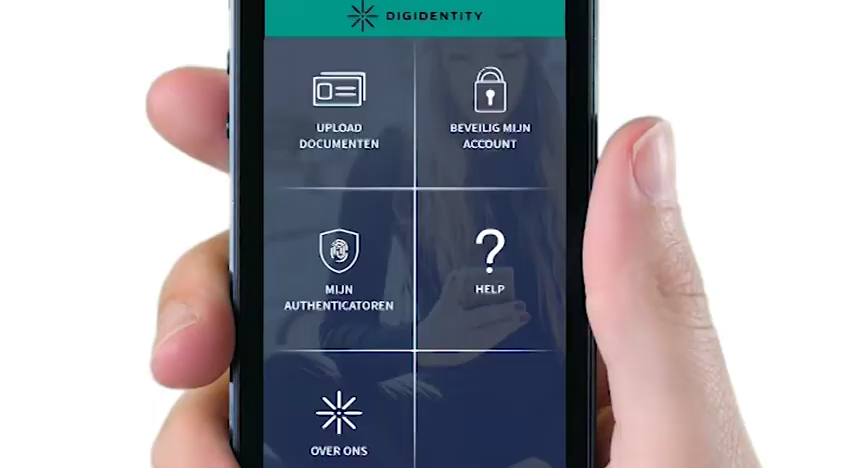 DIGIDENTITY
UPLOAD
DOCUMENTEN
BEVEILIG MIJN
ACCOUNT
MIJN
AUTHENTICATOREN
HELP
OVER ONS